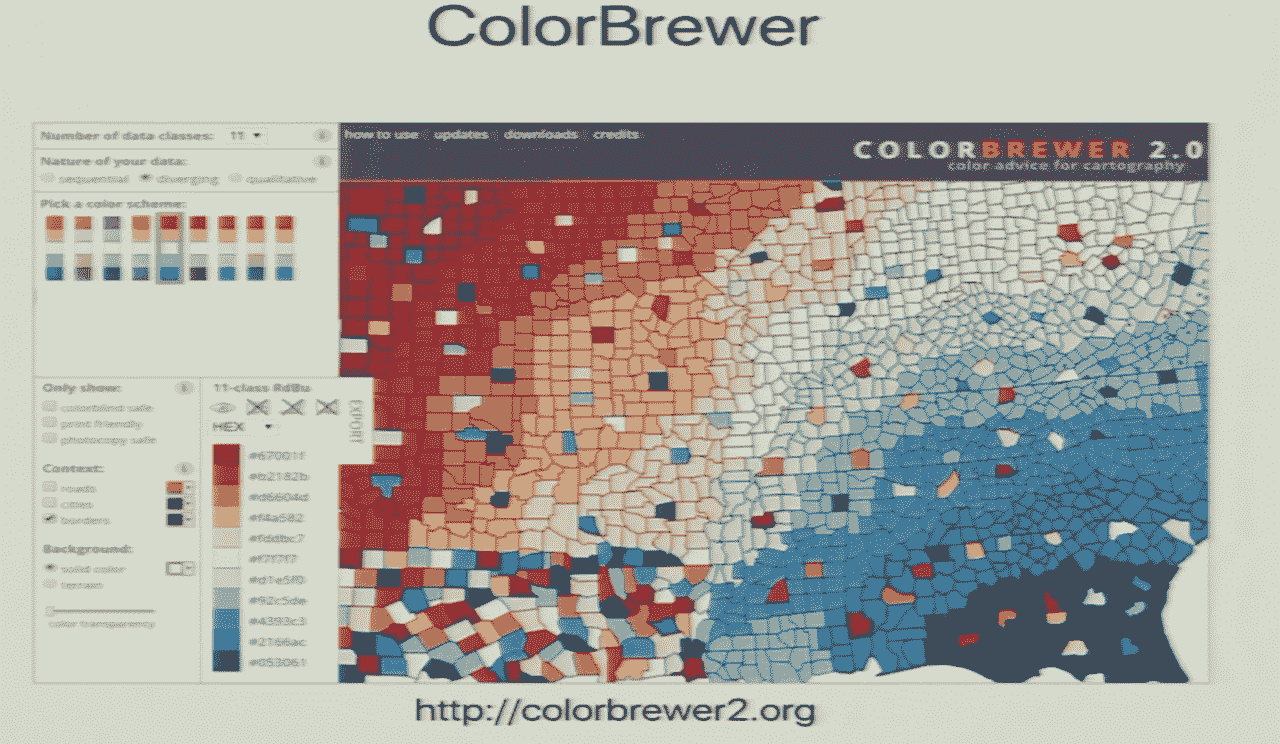 ColorBrewer
Number of data classes: 11
how to use updates downloads credits
COLORBREWER 2.0
color advice for cartography
Nature of your data:
sequential diverging qualitative
Pick a color scheme:
Only show:
colorblind safe
print friendly
photocopy safe
Context:
roads
cities
borders
Background:
solid color
terrain
color transparency
11-class RdBu
HEX
EXPORT
#67001f
#b2182b
#d6604d
#f4a582
#fddbc7
#f7f7f7
#d1e5f0
#92c5de
#4393c3
#2166ac
#053061
http://colorbrewer2.org